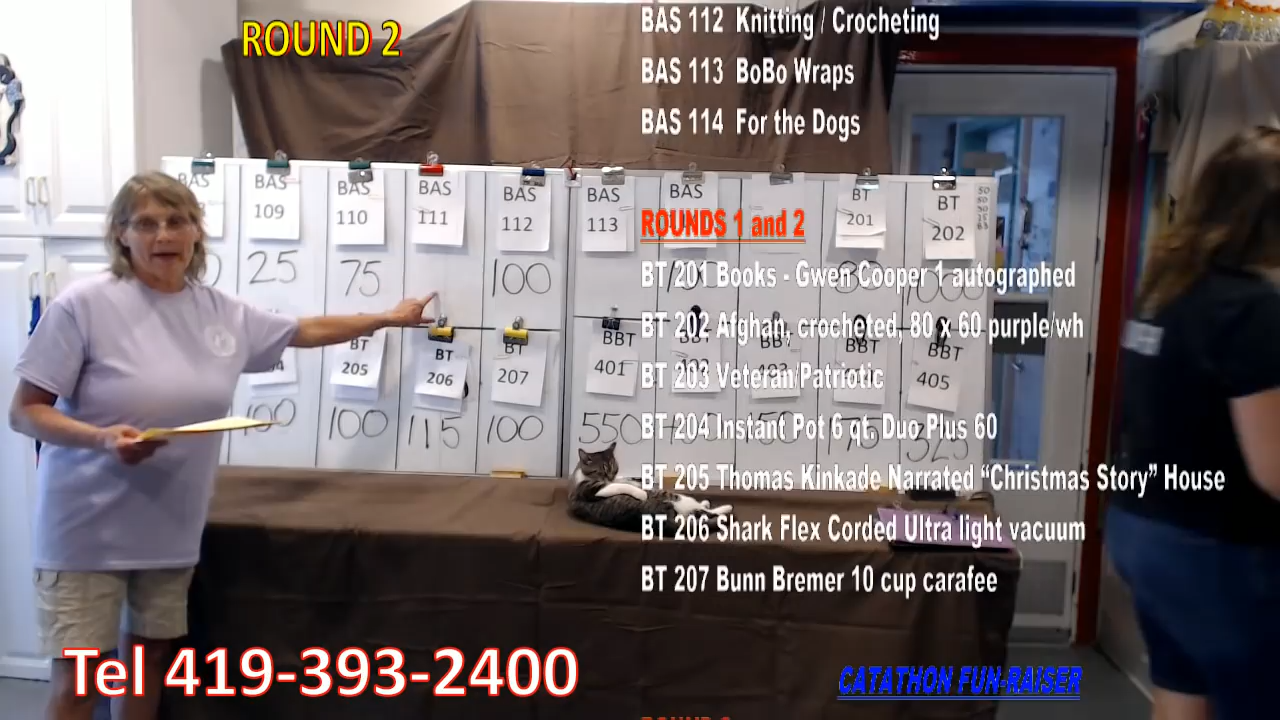 ROUND 2
BAS 112 Knitting / Crocheting
BAS 113 BoBo Wraps
BAS 114 For the Dogs
BAS
BAS 109
BAS 110
BAS 111
BAS 112
BAS 113
BAS
BT 201
BT 202
25
75
100
ROUNDS 1 and 2
BT 201 Books - Gwen Cooper 1 autographed
BT 202 Afghan, crocheted, 80 x 60 purple/wh
BT 203 Veteran/Patriotic
BT 204 Instant Pot 6 qt. Duo Plus 60
BT 205 Thomas Kinkade Narrated “Christmas Story” House
BT 206 Shark Flex Corded Ultra light vacuum
BT 207 Bunn Bremer 10 cup carafee
BT 205
BT 206
BT 207
BBT 401
BBT
BBT 405
100
100
115
100
550
Tel 419-393-2400
CATATHON FUN-RAISER